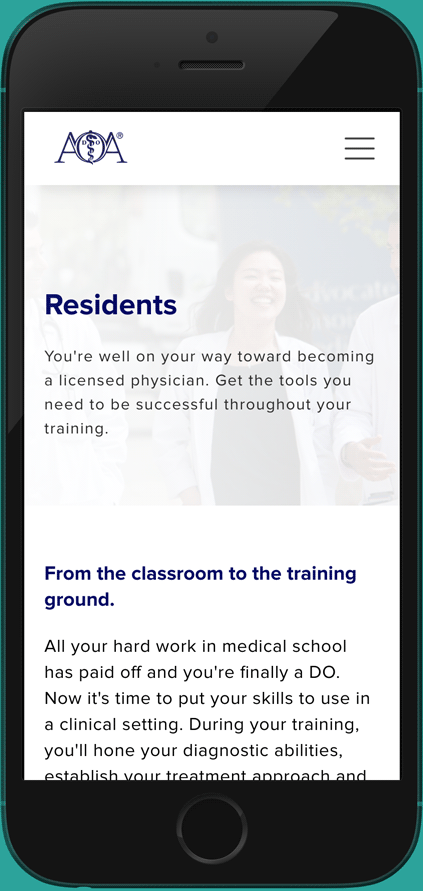 AOA®
DO
Residents
You're well on your way toward becoming
a licensed physician. Get the tools you
need to be successful throughout your
training.
From the classroom to the training
ground.
All your hard work in medical school
has paid off and you're finally a DO.
Now it's time to put your skills to use in
a clinical setting. During your training,
you'll hone your diagnostic abilities,
establish your treatment approach and